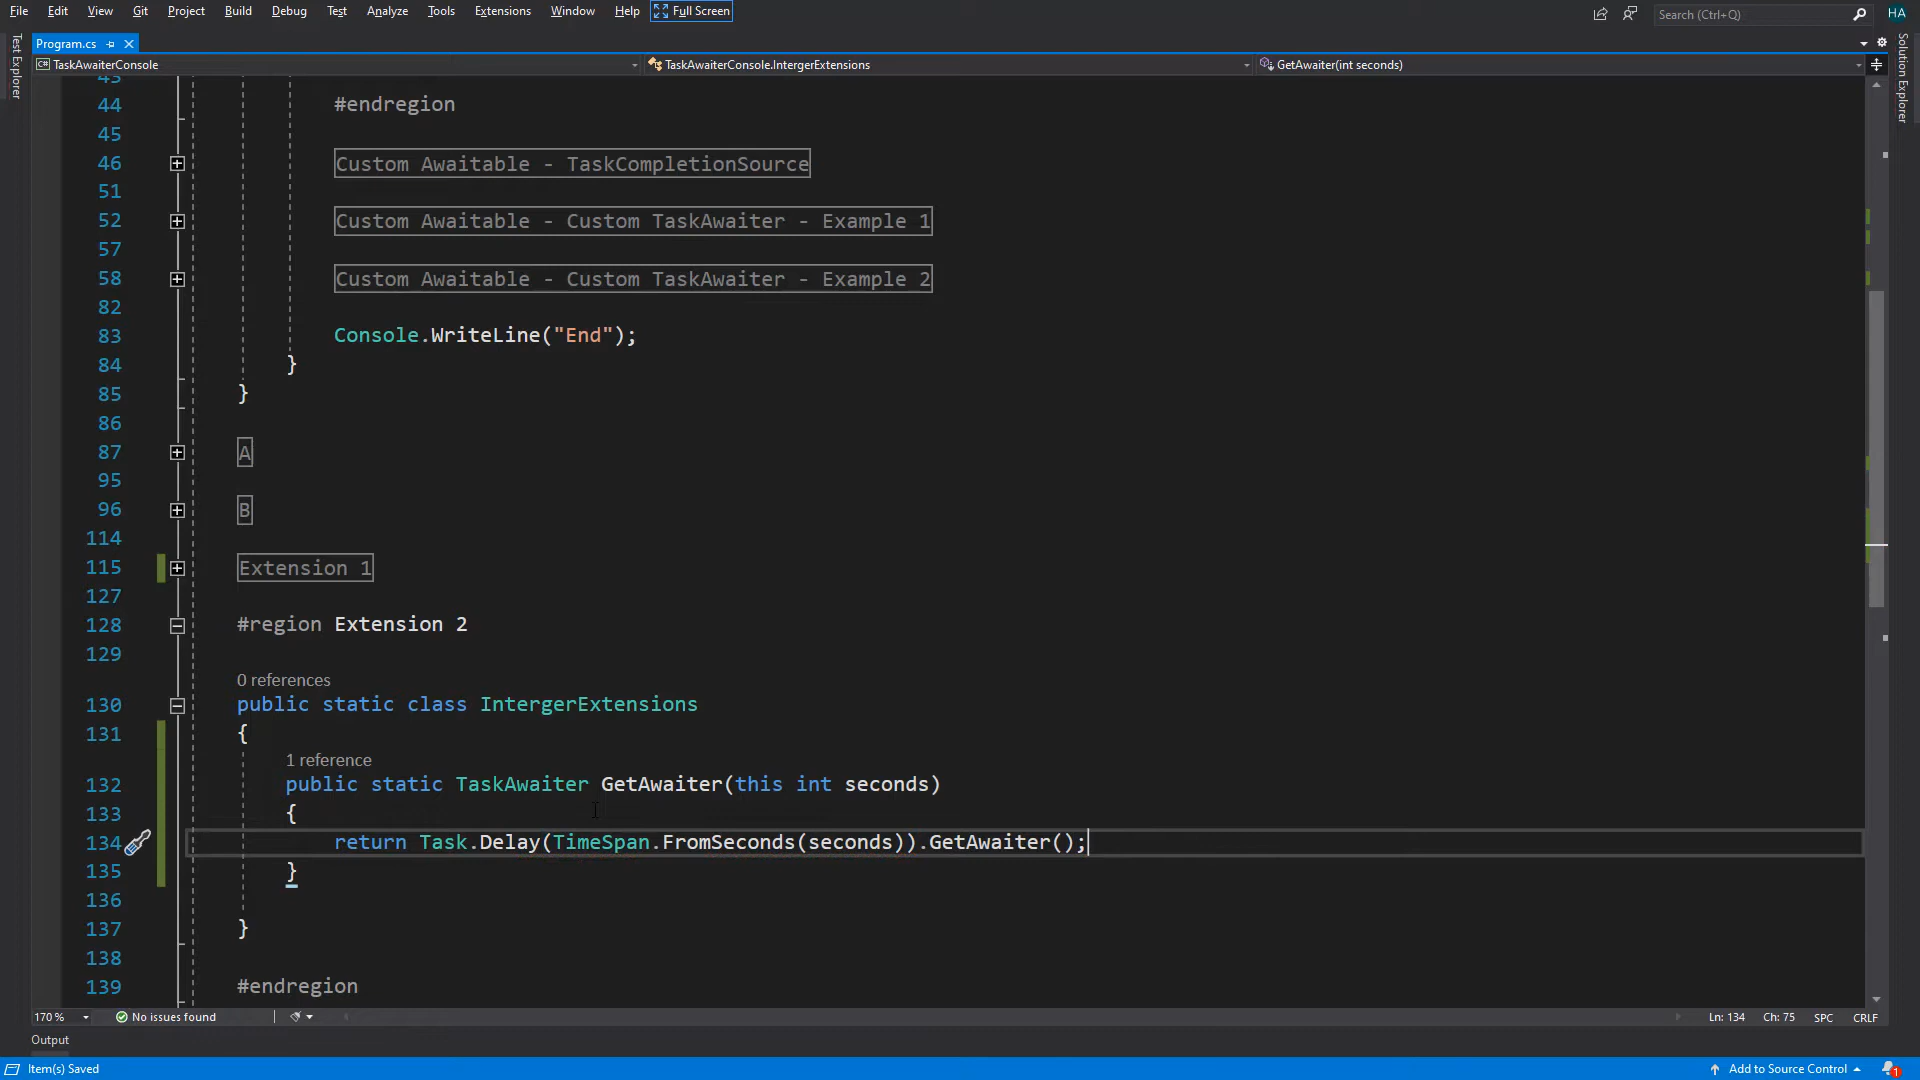 File Edit View Git Project Build Debug Test Analyze Tools Extensions Window Help Full Screen Search (Ctrl+Q) HA
Program.cs
Test Explorer
Solution Explorer
C# TaskAwaiterConsole TaskAwaiterConsole.IntergerExtensions GetAwaiter(int seconds)
43
44 #endregion
45
46 Custom Awaitable - TaskCompletionSource
51
52 Custom Awaitable - Custom TaskAwaiter - Example 1
57
58 Custom Awaitable - Custom TaskAwaiter - Example 2
82
83 Console.WriteLine("End");
84 }
85 }
86
87 A
95
96 B
114
115 Extension 1
127
128 #region Extension 2
129
0 references
130 public static class IntergerExtensions
131 {
1 reference
132 public static TaskAwaiter GetAwaiter(this int seconds)
133 {
134 return Task.Delay(TimeSpan.FromSeconds(seconds)).GetAwaiter();
135 }
136
137 }
138
139 #endregion
170 % No issues found Ln: 134 Ch: 75 SPC CRLF
Output
Item(s) Saved Add to Source Control 1